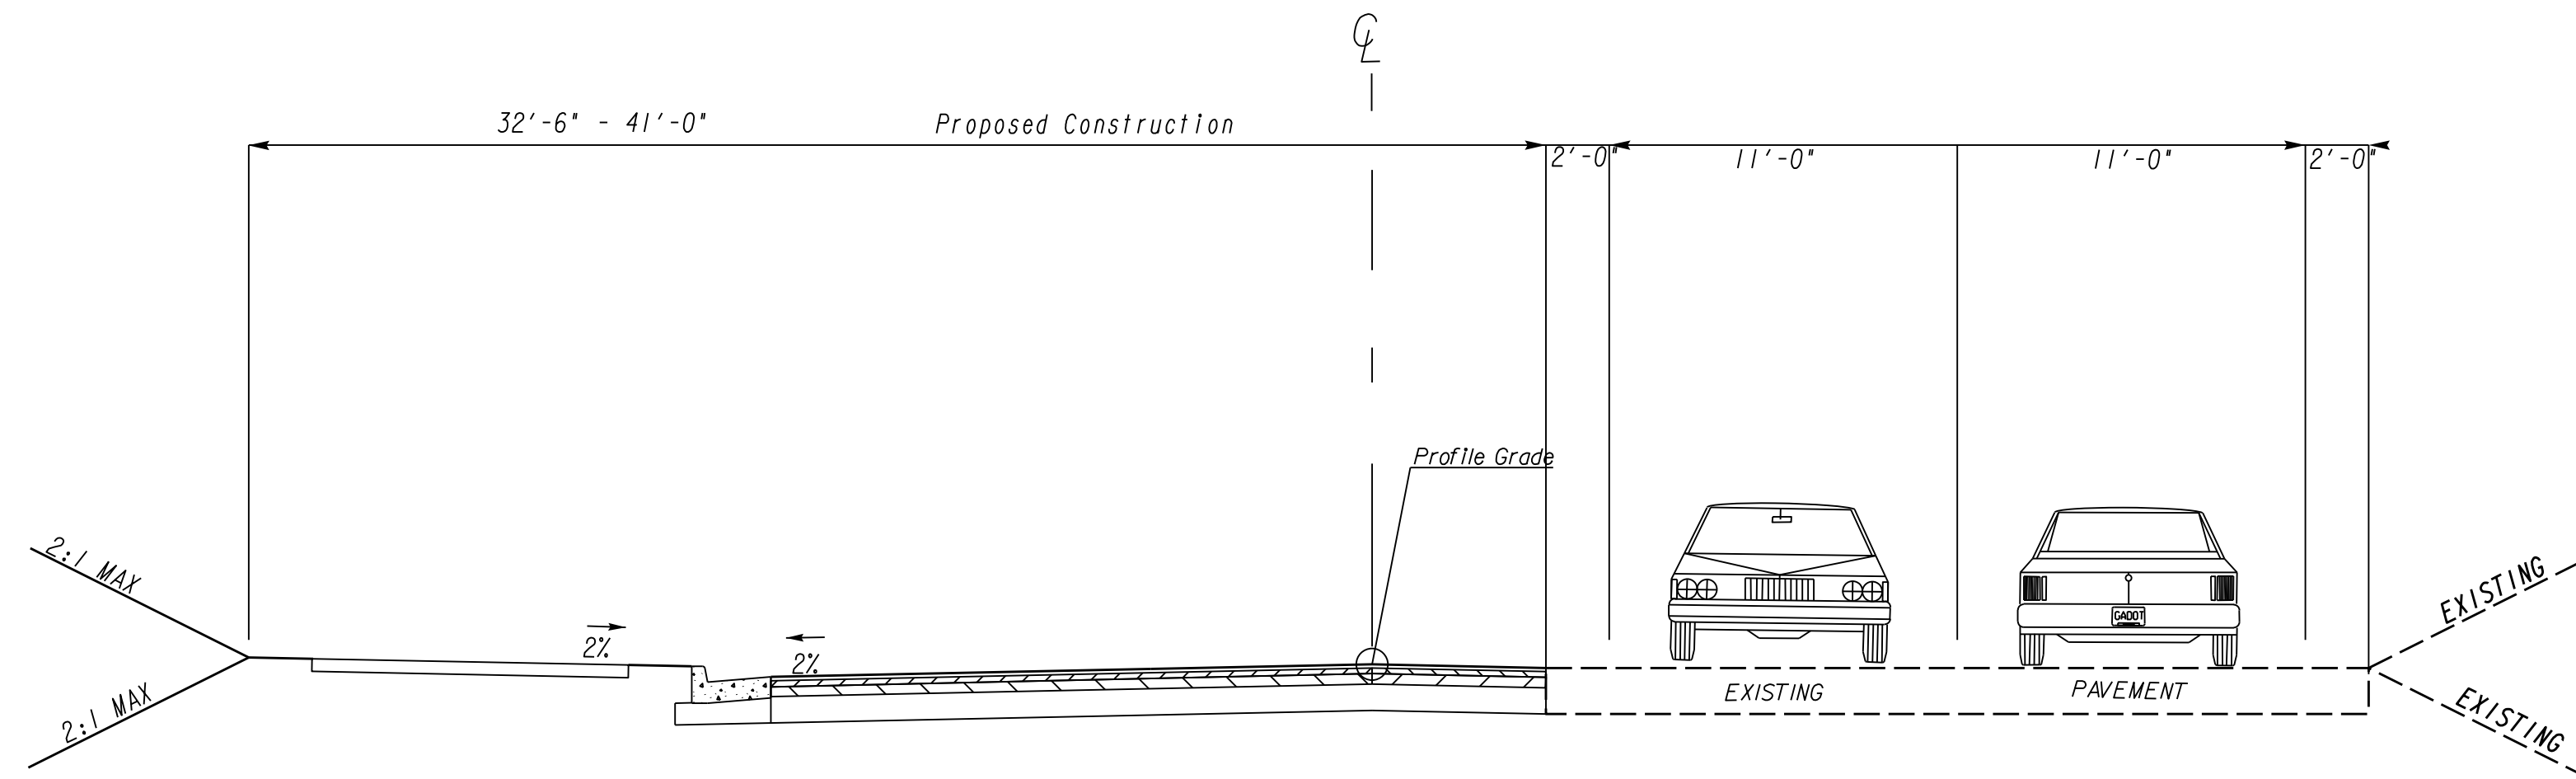 CL
32'-6" - 41'-0" Proposed Construction
2'-0" 11'-0" 11'-0" 2'-0"
Profile Grade
2:1 MAX
2:1 MAX
2%
2%
GADOT
EXISTING PAVEMENT
EXISTING
EXISTING